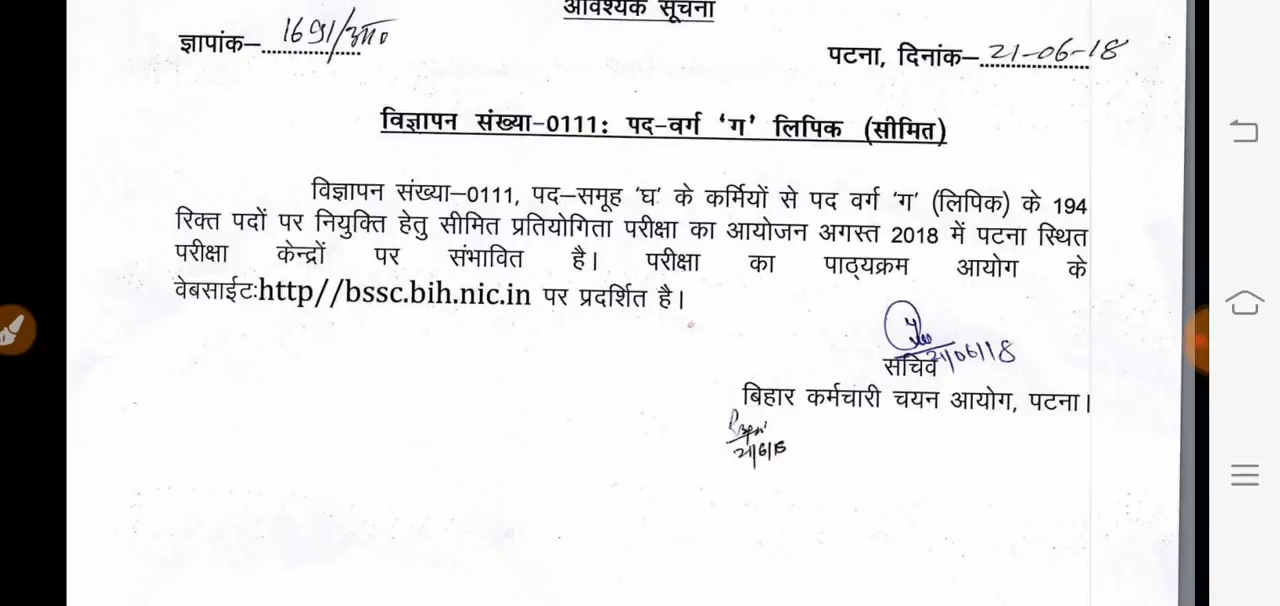 आवश्यक सूचना
ज्ञापांक– 1691/आ०
पटना, दिनांक– 21-06-18
विज्ञापन संख्या-0111: पद-वर्ग 'ग' लिपिक (सीमित)
विज्ञापन संख्या–0111, पद–समूह 'घ' के कर्मियों से पद वर्ग 'ग' (लिपिक) के 194
रिक्त पदों पर नियुक्ति हेतु सीमित प्रतियोगिता परीक्षा का आयोजन अगस्त 2018 में पटना स्थित
परीक्षा केन्द्रों पर संभावित है। परीक्षा का पाठ्यक्रम आयोग के
वेबसाईटःhttp//bssc.bih.nic.in पर प्रदर्शित है।
21/06/18
सचिव
बिहार कर्मचारी चयन आयोग, पटना।
21/6/18